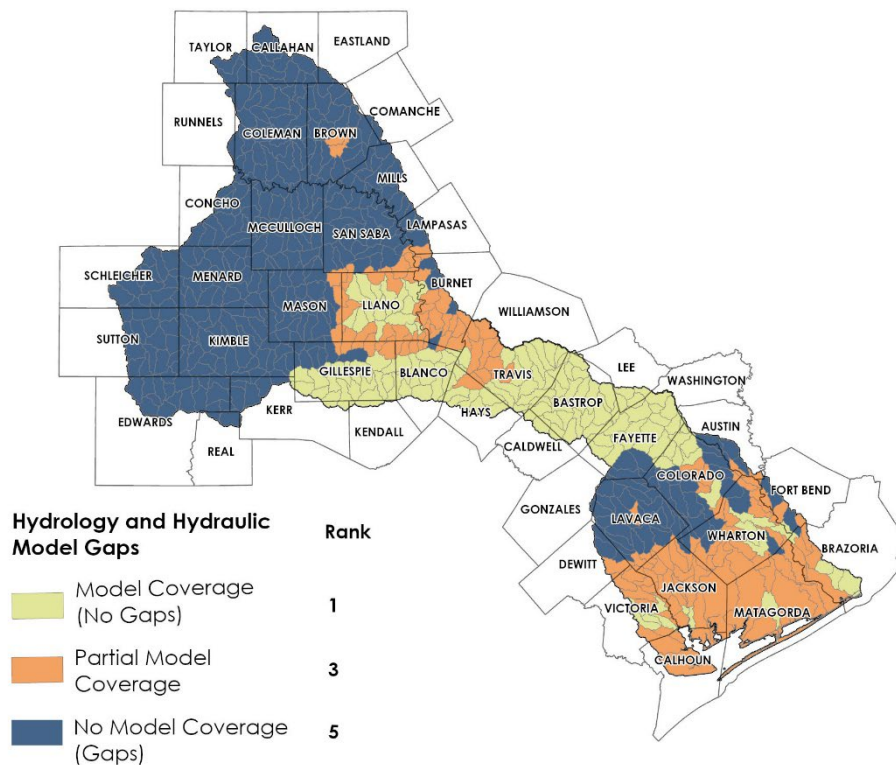 TAYLOR
CALLAHAN
EASTLAND
RUNNELS
COLEMAN
BROWN
COMANCHE
CONCHO
MILLS
MCCULLOCH
SAN SABA
LAMPASAS
SCHLEICHER
MENARD
BURNET
MASON
LLANO
WILLIAMSON
SUTTON
KIMBLE
GILLESPIE
BLANCO
TRAVIS
LEE
WASHINGTON
BASTROP
EDWARDS
KERR
HAYS
REAL
KENDALL
CALDWELL
FAYETTE
AUSTIN
COLORADO
GONZALES
LAVACA
FORT BEND
WHARTON
BRAZORIA
DEWITT
JACKSON
VICTORIA
MATAGORDA
CALHOUN
Hydrology and Hydraulic
Model Gaps
Rank
Model Coverage
(No Gaps)
1
Partial Model
Coverage
3
No Model Coverage
(Gaps)
5